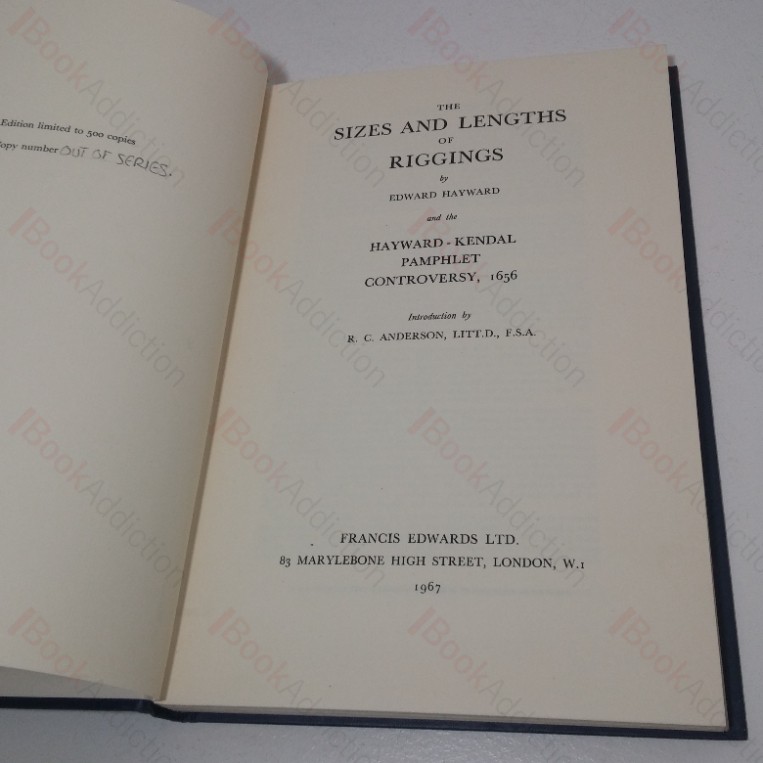 Edition limited to 500 copies
Copy number OUT OF SERIES.
THE
SIZES AND LENGTHS
OF
RIGGINGS
by
EDWARD HAYWARD
and the
HAYWARD - KENDAL
PAMPHLET
CONTROVERSY, 1656
Introduction by
R. C. ANDERSON, LITT.D., F.S.A.
FRANCIS EDWARDS LTD.
83 MARYLEBONE HIGH STREET, LONDON, W.1
1967
BookAddiction